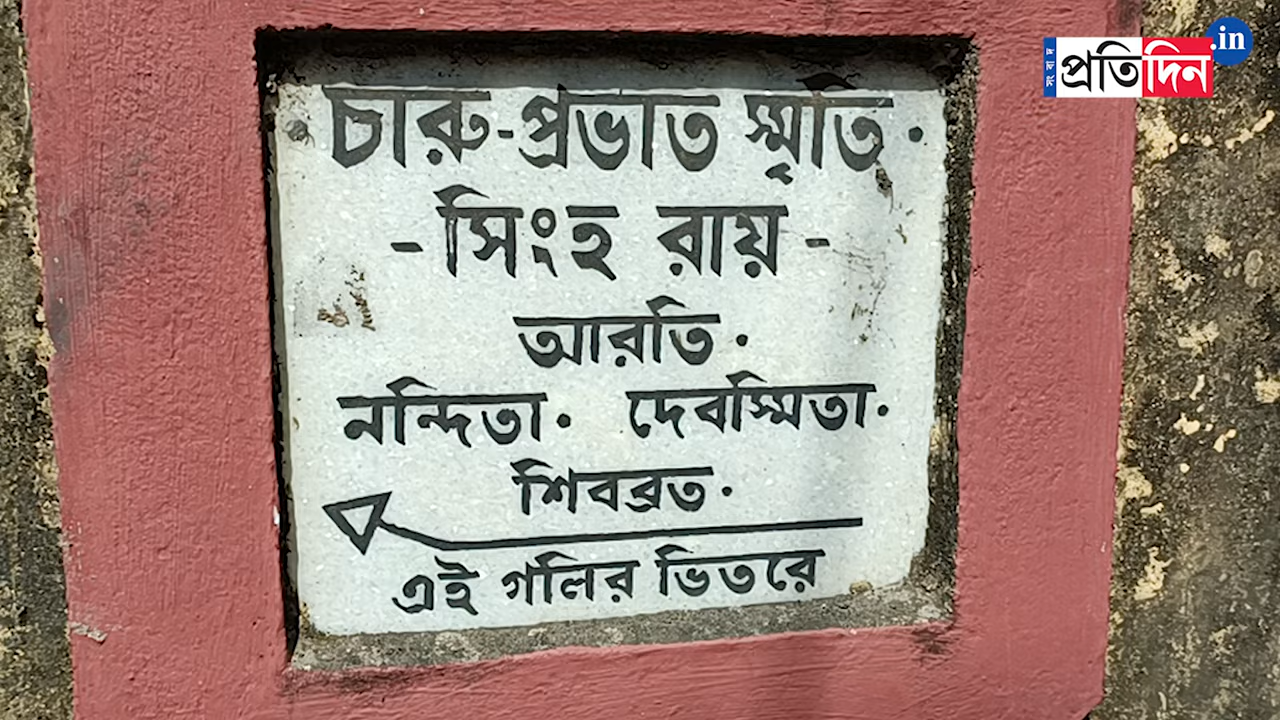 সংবাদ প্রতিদিন.in
চারু-প্রভাত স্মৃতি·
-সিংহ রায়-
আরতি·
নন্দিতা· দেবস্মিতা·
শিবব্রত·
এই গলির ভিতরে